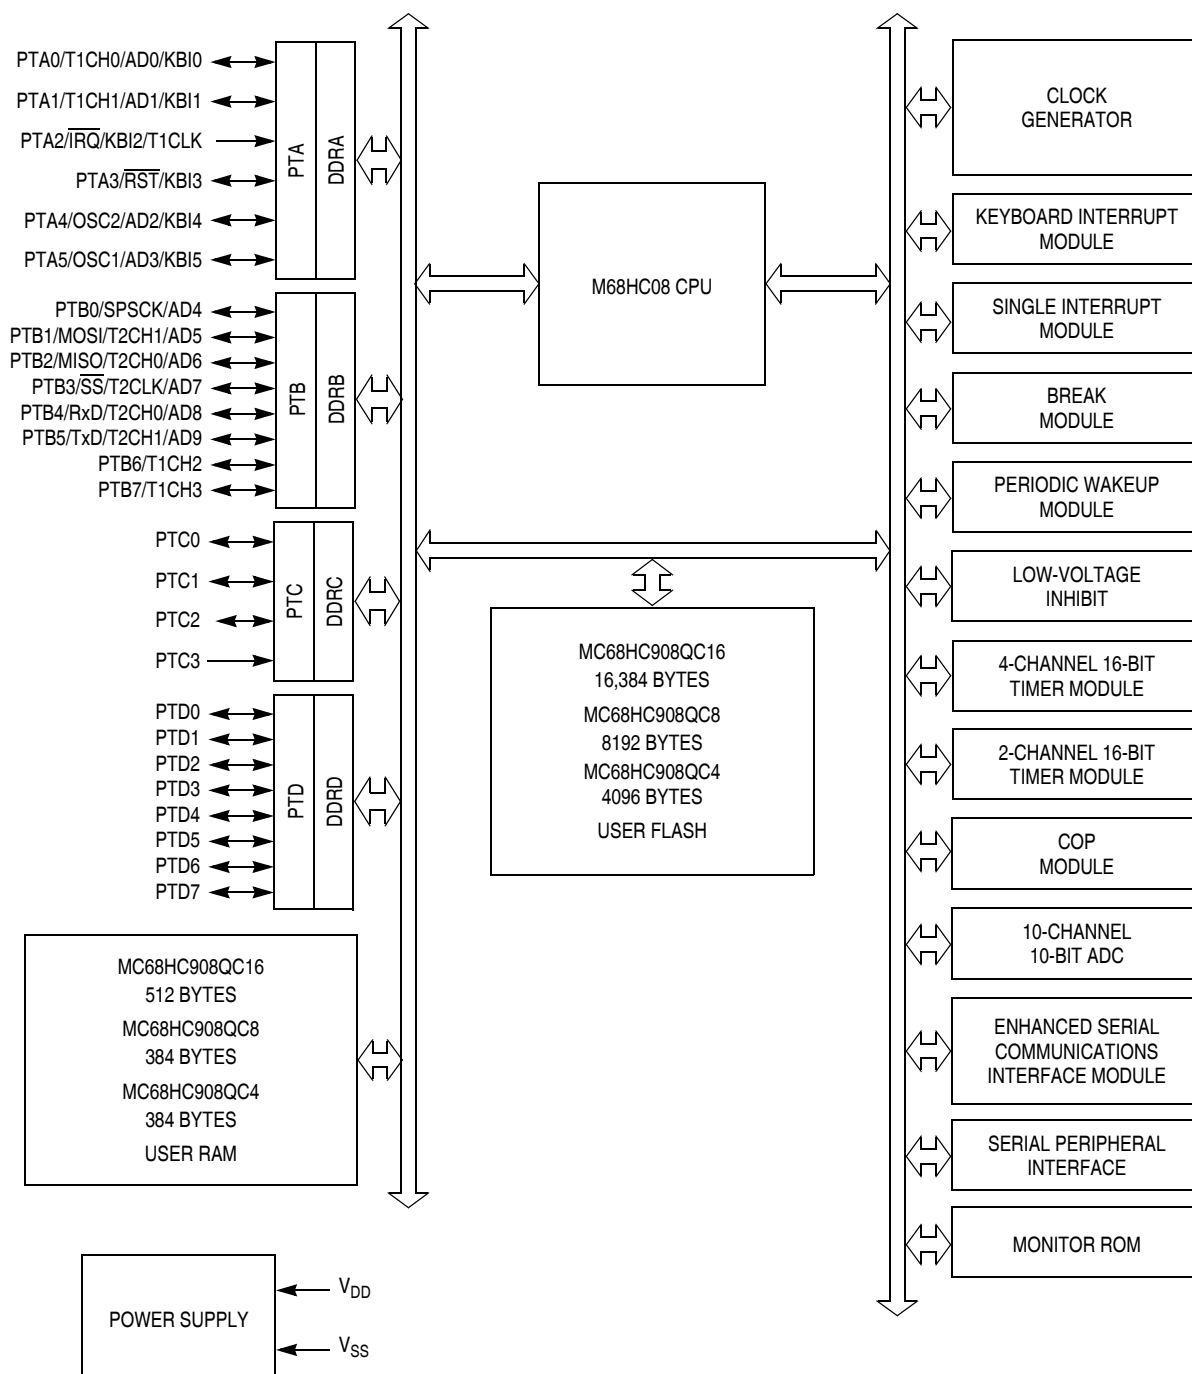 PTA0/T1CH0/AD0/KBI0
PTA1/T1CH1/AD1/KBI1
PTA2/IRQ/KBI2/T1CLK
PTA3/RST/KBI3
PTA4/OSC2/AD2/KBI4
PTA5/OSC1/AD3/KBI5
PTA
DDRA
PTB0/SPSCK/AD4
PTB1/MOSI/T2CH1/AD5
PTB2/MISO/T2CH0/AD6
PTB3/SS/T2CLK/AD7
PTB4/RxD/T2CH0/AD8
PTB5/TxD/T2CH1/AD9
PTB6/T1CH2
PTB7/T1CH3
PTB
DDRB
PTC0
PTC1
PTC2
PTC3
PTC
DDRC
PTD0
PTD1
PTD2
PTD3
PTD4
PTD5
PTD6
PTD7
PTD
DDRD
MC68HC908QC16
512 BYTES
MC68HC908QC8
384 BYTES
MC68HC908QC4
384 BYTES
USER RAM
POWER SUPPLY
VDD
VSS
M68HC08 CPU
MC68HC908QC16
16,384 BYTES
MC68HC908QC8
8192 BYTES
MC68HC908QC4
4096 BYTES
USER FLASH
CLOCK
GENERATOR
KEYBOARD INTERRUPT
MODULE
SINGLE INTERRUPT
MODULE
BREAK
MODULE
PERIODIC WAKEUP
MODULE
LOW-VOLTAGE
INHIBIT
4-CHANNEL 16-BIT
TIMER MODULE
2-CHANNEL 16-BIT
TIMER MODULE
COP
MODULE
10-CHANNEL
10-BIT ADC
ENHANCED SERIAL
COMMUNICATIONS
INTERFACE MODULE
SERIAL PERIPHERAL
INTERFACE
MONITOR ROM